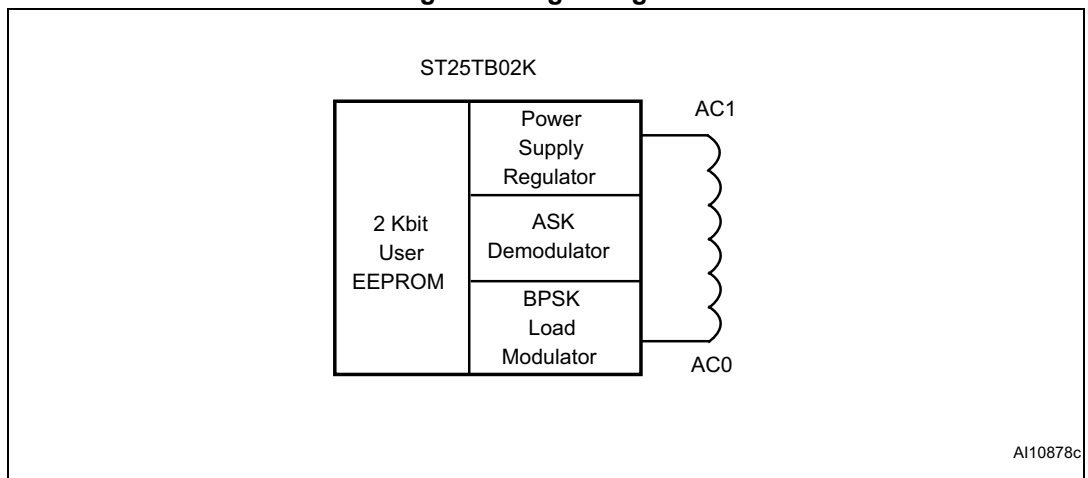 ST25TB02K
AC1
Power
Supply
Regulator
2 Kbit
User
EEPROM
ASK
Demodulator
BPSK
Load
Modulator
AC0
AI10878c